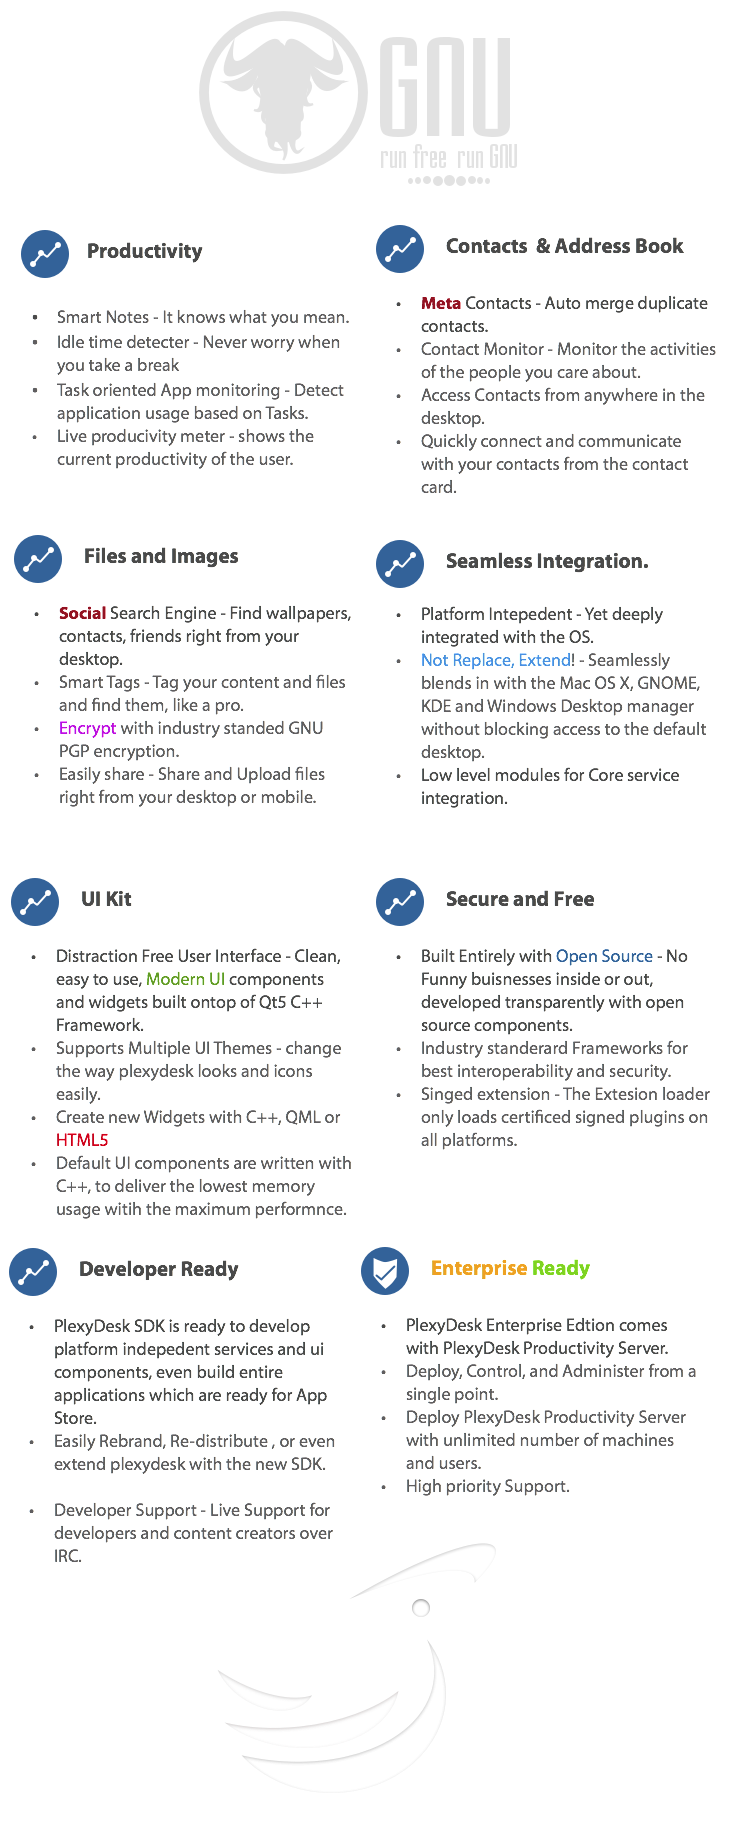 GNU
run free run GNU
Productivity
• Smart Notes - It knows what you mean.
• Idle time detecter - Never worry when
you take a break
• Task oriented App monitoring - Detect
application usage based on Tasks.
• Live producivity meter - shows the
current productivity of the user.
Contacts & Address Book
• Meta Contacts - Auto merge duplicate
contacts.
• Contact Monitor - Monitor the activities
of the people you care about.
• Access Contacts from anywhere in the
desktop.
• Quickly connect and communicate
with your contacts from the contact
card.
Files and Images
• Social Search Engine - Find wallpapers,
contacts, friends right from your
desktop.
• Smart Tags - Tag your content and files
and find them, like a pro.
• Encrypt with industry standed GNU
PGP encryption.
• Easily share - Share and Upload files
right from your desktop or mobile.
Seamless Integration.
• Platform Intepedent - Yet deeply
integrated with the OS.
• Not Replace, Extend! - Seamlessly
blends in with the Mac OS X, GNOME,
KDE and Windows Desktop manager
without blocking access to the default
desktop.
• Low level modules for Core service
integration.
UI Kit
• Distraction Free User Interface - Clean,
easy to use, Modern UI components
and widgets built ontop of Qt5 C++
Framework.
• Supports Multiple UI Themes - change
the way plexydesk looks and icons
easily.
• Create new Widgets with C++, QML or
HTML5
• Default UI components are written with
C++, to deliver the lowest memory
usage witih the maximum performnce.
Secure and Free
• Built Entirely with Open Source - No
Funny buisnesses inside or out,
developed transparently with open
source components.
• Industry standerard Frameworks for
best interoperability and security.
• Singed extension - The Extesion loader
only loads certificed signed plugins on
all platforms.
Developer Ready
• PlexyDesk SDK is ready to develop
platform indepedent services and ui
components, even build entire
applications which are ready for App
Store.
• Easily Rebrand, Re-distribute , or even
extend plexydesk with the new SDK.
• Developer Support - Live Support for
developers and content creators over
IRC.
Enterprise Ready
• PlexyDesk Enterprise Edtion comes
with PlexyDesk Productivity Server.
• Deploy, Control, and Administer from a
single point.
• Deploy PlexyDesk Productivity Server
with unlimited number of machines
and users.
• High priority Support.